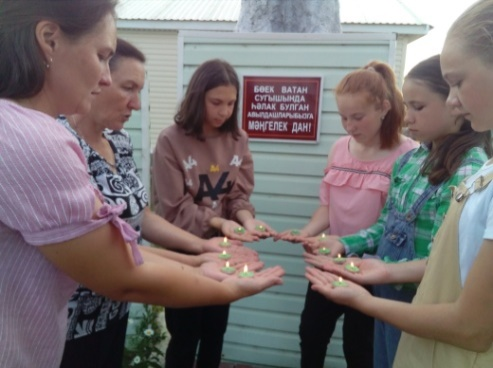 БӨЕК ВАТАН
СУГЫШЫНДА
ҺӘЛАК БУЛГАН
АВЫЛДАШЛАРЫБЫЗГА
МӘҢГЕЛЕК ДАН!